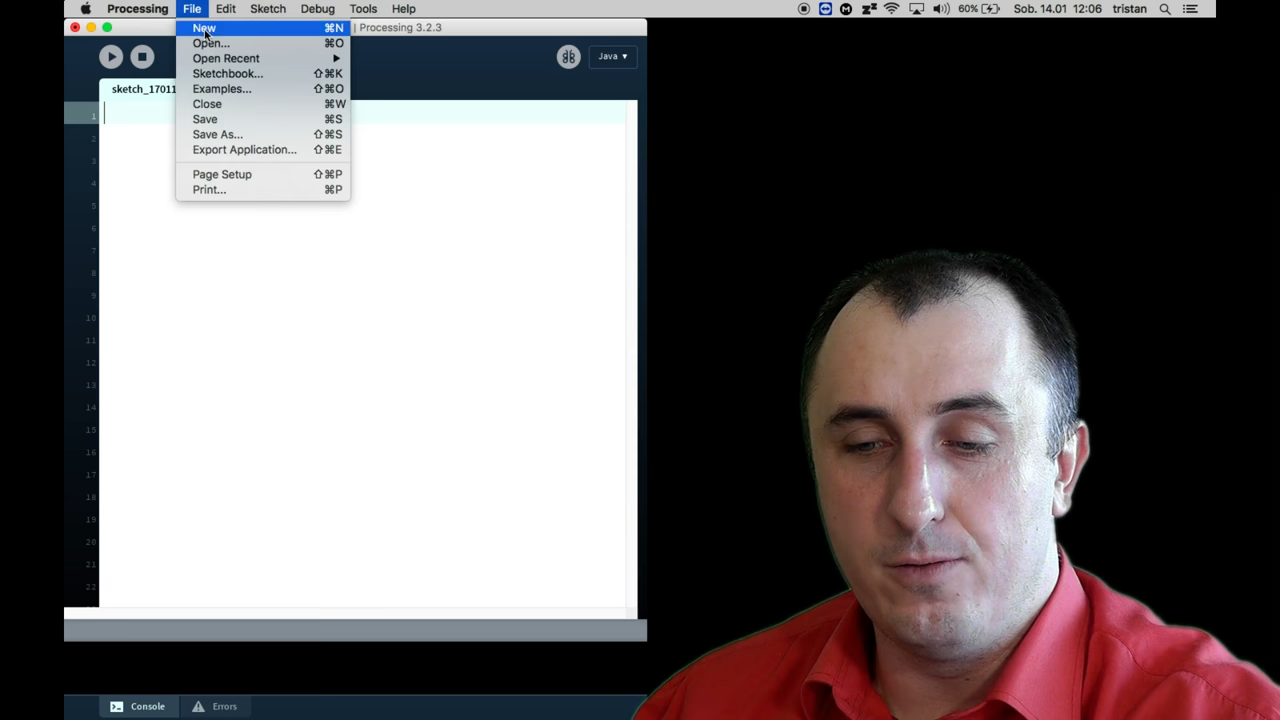 Processing File Edit Sketch Debug Tools Help 60% Sob. 14.01 12:06 tristan
| Processing 3.2.3
New ⌘N
Open... ⌘O
Open Recent ▶
Sketchbook... ⇧⌘K
Examples... ⇧⌘O
Close ⌘W
Save ⌘S
Save As... ⇧⌘S
Export Application... ⇧⌘E
Page Setup ⇧⌘P
Print... ⌘P
Java ▾
sketch_17011
1
2
3
4
5
6
7
8
9
10
11
12
13
14
15
16
17
18
19
20
21
22
Console Errors